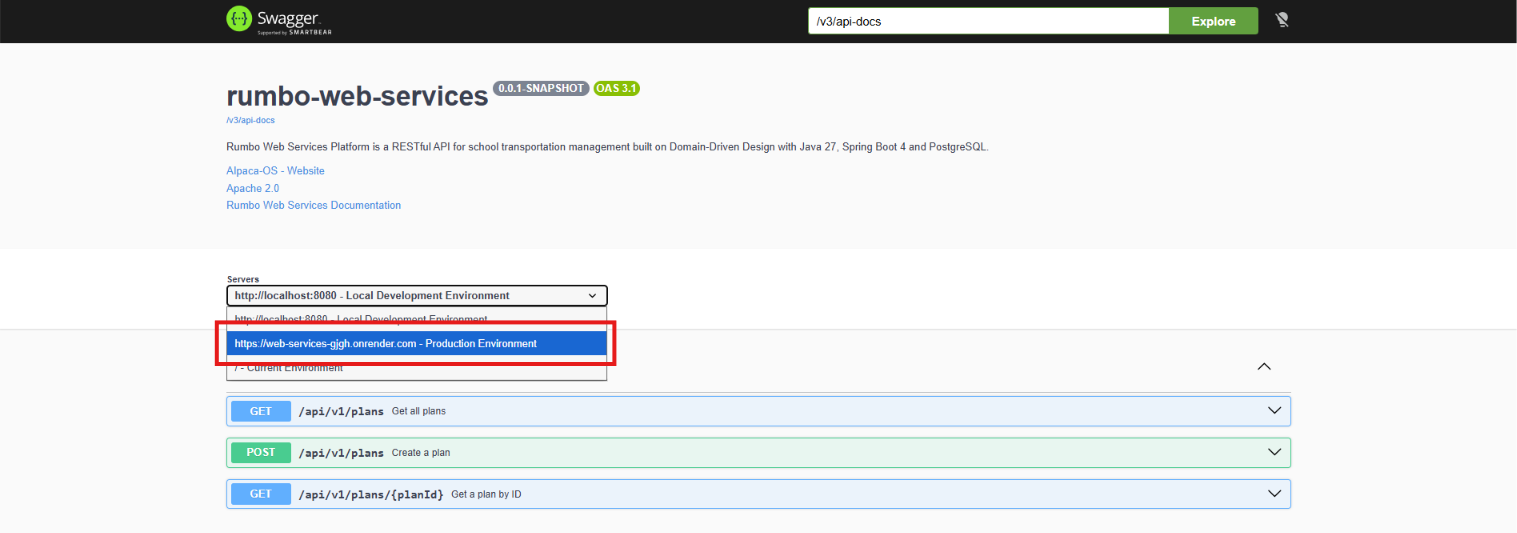 Swagger
Supported by SMARTBEAR
/v3/api-docs
Explore
rumbo-web-services 0.0.1-SNAPSHOT OAS 3.1
/v3/api-docs
Rumbo Web Services Platform is a RESTful API for school transportation management built on Domain-Driven Design with Java 27, Spring Boot 4 and PostgreSQL.
Alpaca-OS - Website
Apache 2.0
Rumbo Web Services Documentation
Servers
http://localhost:8080 - Local Development Environment
http://localhost:8080 - Local Development Environment
https://web-services-gjgh.onrender.com - Production Environment
/ - Current Environment
GET /api/v1/plans Get all plans
POST /api/v1/plans Create a plan
GET /api/v1/plans/{planId} Get a plan by ID